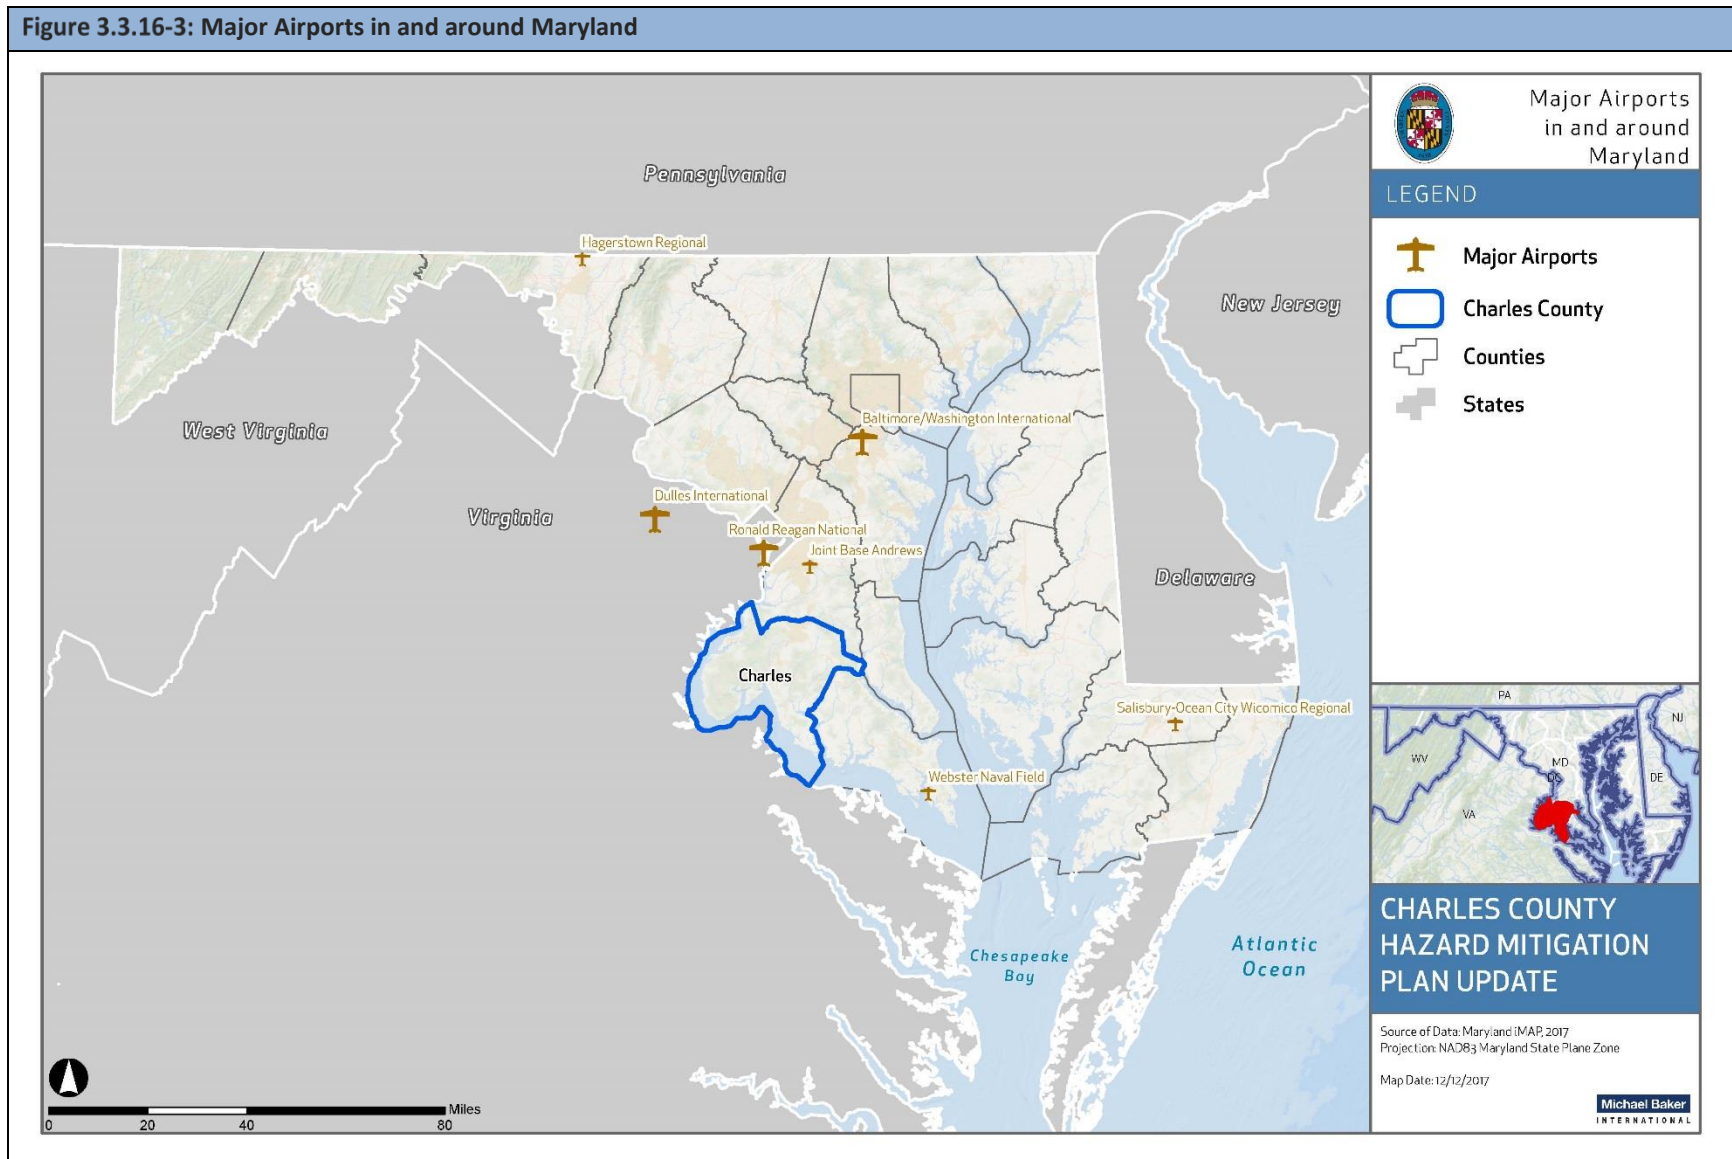 Figure 3.3.16-3: Major Airports in and around Maryland
Major Airports
in and around
Maryland
LEGEND
Major Airports
Charles County
Counties
States
Pennsylvania
Hagerstown Regional
New Jersey
West Virginia
Baltimore/Washington International
Dulles International
Virginia
Ronald Reagan National
Joint Base Andrews
Delaware
Charles
Salisbury-Ocean City Wicomico Regional
Webster Naval Field
Chesapeake
Bay
Atlantic
Ocean
Miles
0 20 40 80
PA
NJ
WV
MD
DC
DE
VA
CHARLES COUNTY
HAZARD MITIGATION
PLAN UPDATE
Source of Data: Maryland iMAP, 2017
Projection: NAD83 Maryland State Plane Zone
Map Date: 12/12/2017
Michael Baker
INTERNATIONAL